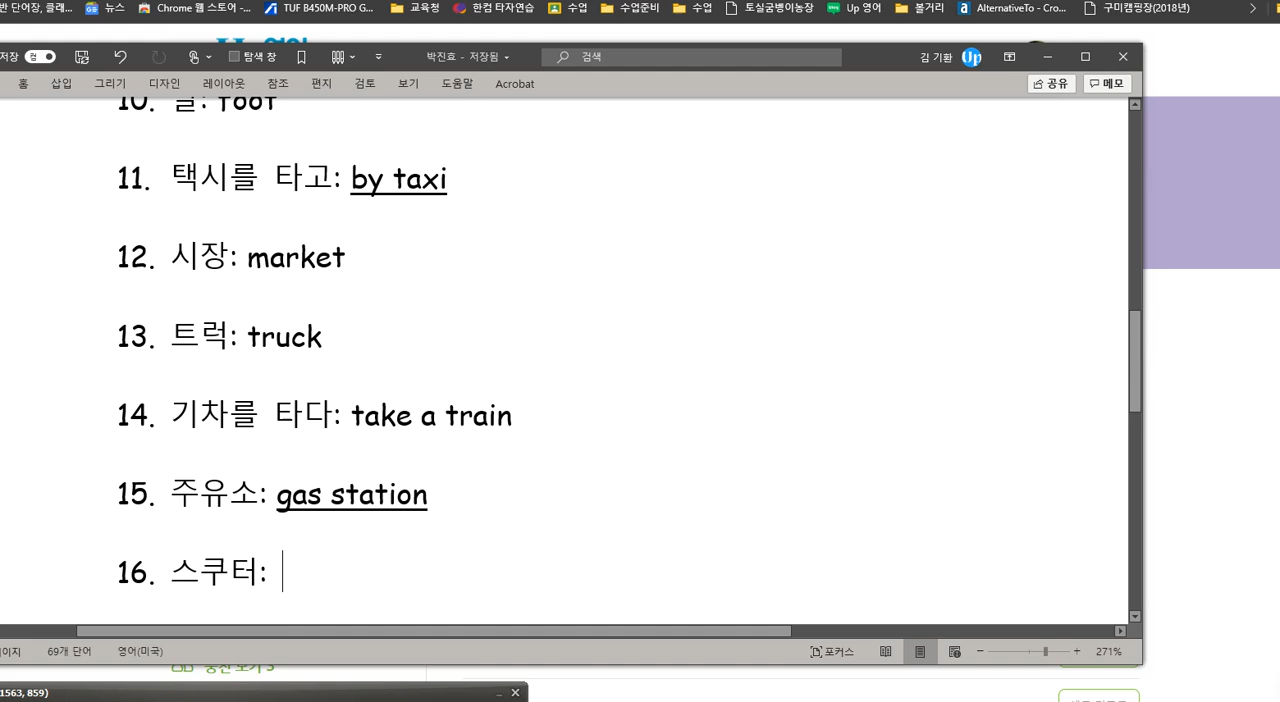 뉴스 Chrome 웹 스토어 -... TUF B450M-PRO G... 교육청 한컴 타자연습 수업 수업준비 수업 토실굼벵이농장 Up 영어 볼거리 AlternativeTo - Cro... 구미캠핑장(2018년)
저장 탐색 창 박진효 - 저장됨 검색 김 기환 Up
홈 삽입 그리기 디자인 레이아웃 참조 편지 검토 보기 도움말 Acrobat 공유 메모
10. foot
11. 택시를 타고: by taxi
12. 시장: market
13. 트럭: truck
14. 기차를 타다: take a train
15. 주유소: gas station
16. 스쿠터:
69개 단어 영어(미국) 포커스 271%
1563, 859)